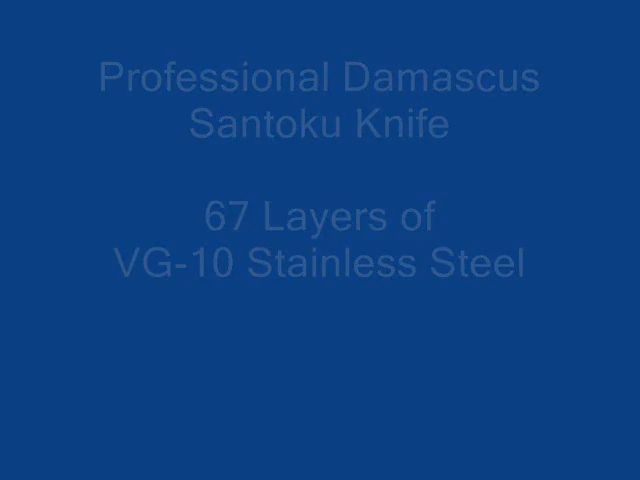 Professional Damascus
Santoku Knife
67 Layers of
VG-10 Stainless Steel